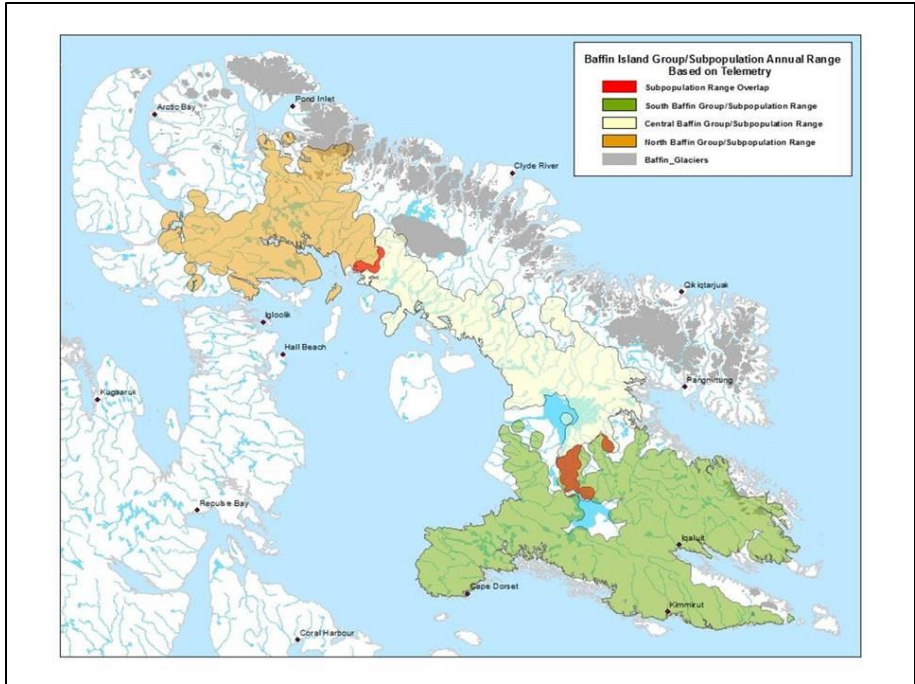 Baffin Island Group/Subpopulation Annual Range
Based on Telemetry
Subpopulation Range Overlap
South Baffin Group/Subpopulation Range
Central Baffin Group/Subpopulation Range
North Baffin Group/Subpopulation Range
Baffin_Glaciers
Pond Inlet
Arctic Bay
Clyde River
Qikiqtarjuak
Igloolik
Hall Beach
Pangnirtung
Kugaaruk
Repulse Bay
Iqaluit
Cape Dorset
Kimmirut
Coral Harbour